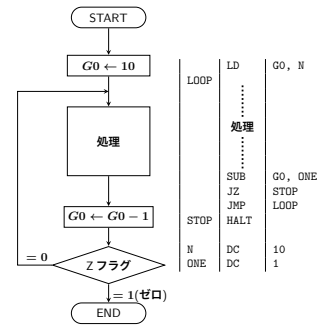 START
G0 ← 10
処理
G0 ← G0 − 1
= 0
Z フラグ
= 1(ゼロ)
END
LD G0, N
LOOP
処理
SUB G0, ONE
JZ STOP
JMP LOOP
STOP HALT
N DC 10
ONE DC 1